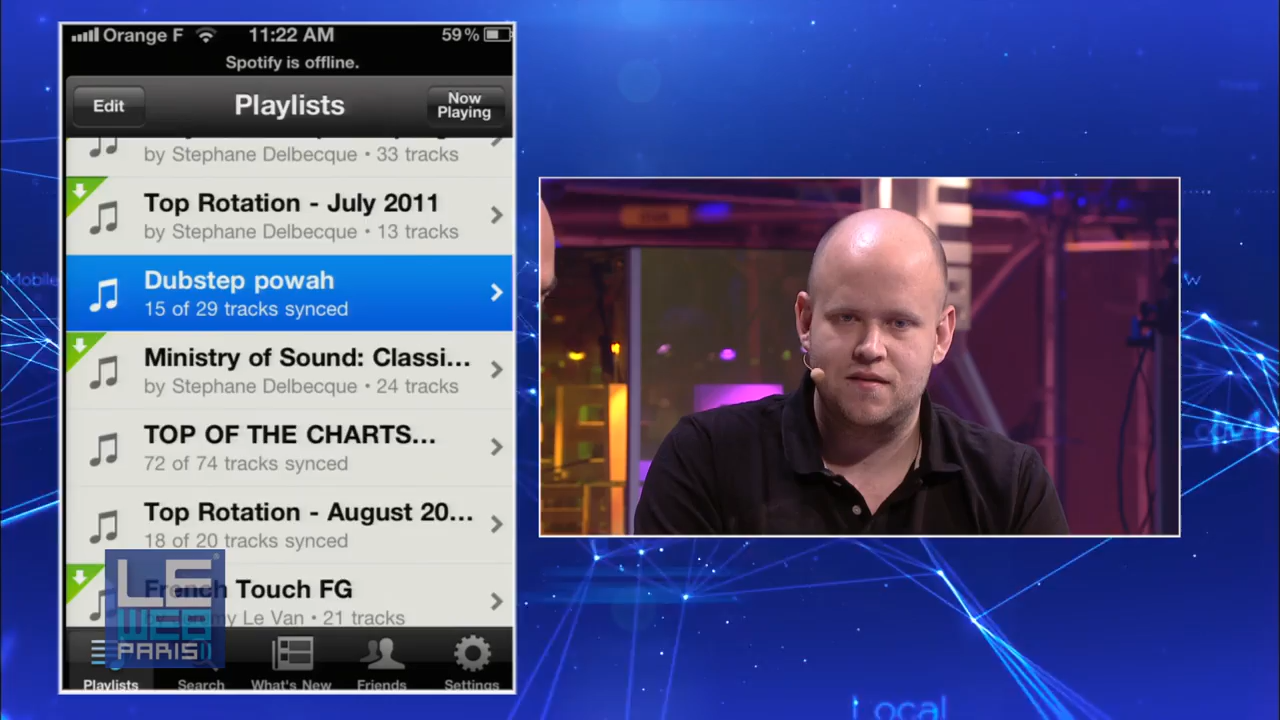 Orange F 11:22 AM 59%
Spotify is offline.
Edit Playlists Now Playing
by Stephane Delbecque • 33 tracks
Top Rotation - July 2011
by Stephane Delbecque • 13 tracks
Dubstep powah
15 of 29 tracks synced
Ministry of Sound: Classi...
by Stephane Delbecque • 24 tracks
TOP OF THE CHARTS...
72 of 74 tracks synced
Top Rotation - August 20...
18 of 20 tracks synced
French Touch FG
Le Van • 21 tracks
LE
WEB
PARIS
Playlists Search What's New Friends Settings
Mobile
Local